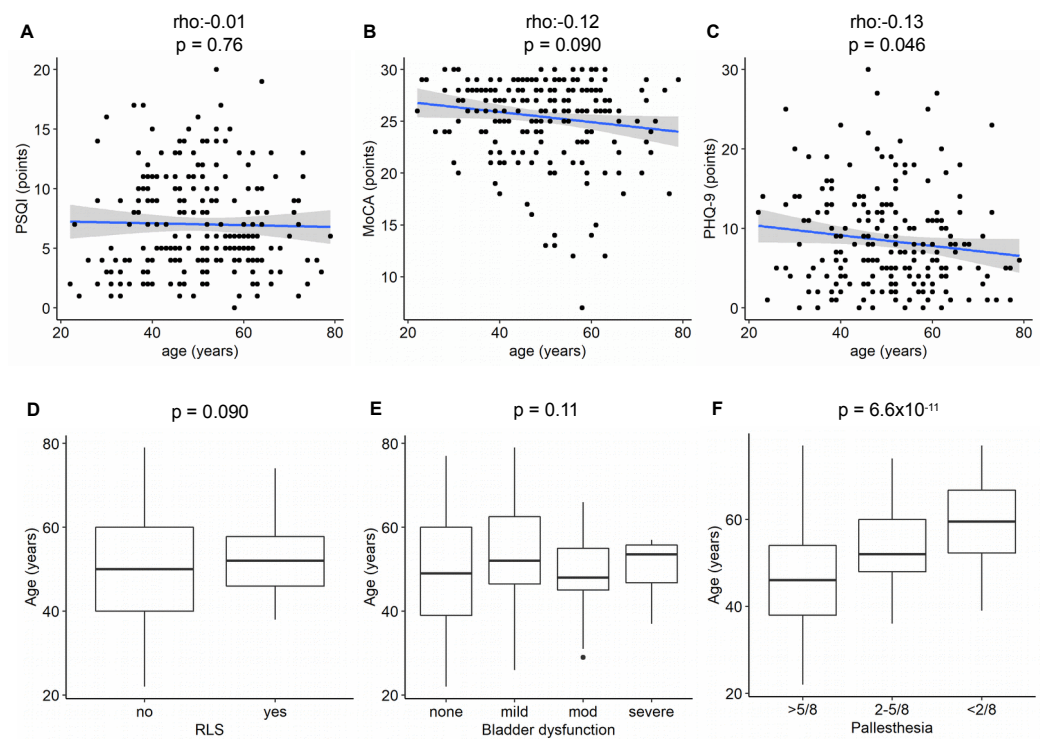 A
rho:-0.01
p = 0.76
PSQI (points)
20
15
10
5
0
20 40 60 80
age (years)
B
rho:-0.12
p = 0.090
MoCA (points)
30
25
20
15
10
20 40 60 80
age (years)
C
rho:-0.13
p = 0.046
PHQ-9 (points)
30
20
10
0
20 40 60 80
age (years)
D
p = 0.090
Age (years)
80
60
40
20
no yes
RLS
E
p = 0.11
Age (years)
80
60
40
20
none mild mod severe
Bladder dysfunction
F
p = 6.6x10⁻¹¹
Age (years)
60
40
20
>5/8 2-5/8 <2/8
Pallesthesia